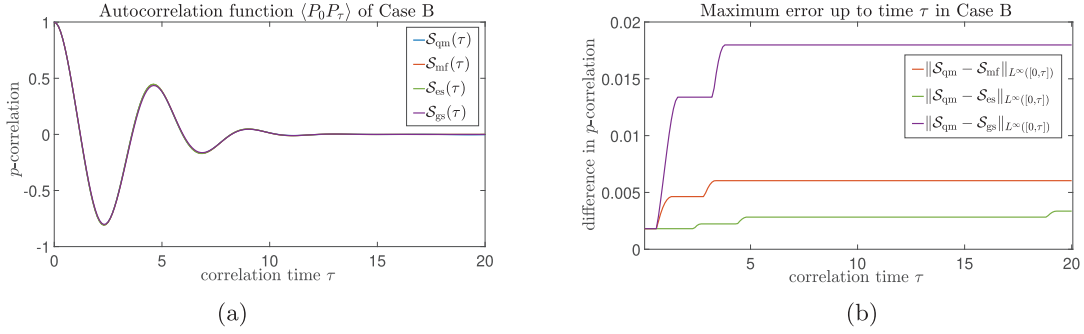 Autocorrelation function ⟨P₀P_τ⟩ of Case B
p-correlation
1
0.5
0
-0.5
-1
0 5 10 15 20
correlation time τ
𝒮_qm(τ)
𝒮_mf(τ)
𝒮_es(τ)
𝒮_gs(τ)
(a)
Maximum error up to time τ in Case B
difference in p-correlation
0.02
0.015
0.01
0.005
0
0 5 10 15 20
correlation time τ
‖𝒮_qm − 𝒮_mf‖_L^∞([0,τ])
‖𝒮_qm − 𝒮_es‖_L^∞([0,τ])
‖𝒮_qm − 𝒮_gs‖_L^∞([0,τ])
(b)